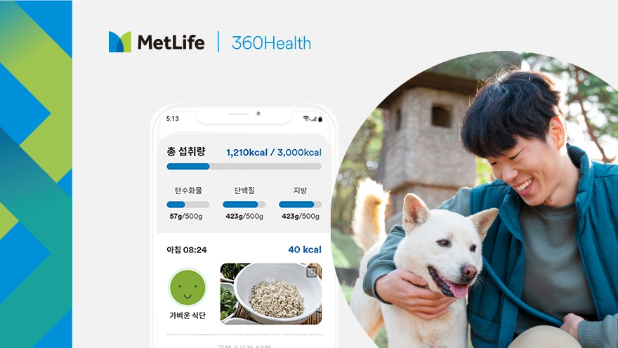 MetLife | 360Health
5:13
총 섭취량 1,210kcal / 3,000kcal
탄수화물 단백질 지방
57g/500g 423g/500g 423g/500g
아침 08:24 40 kcal
가벼운 식단